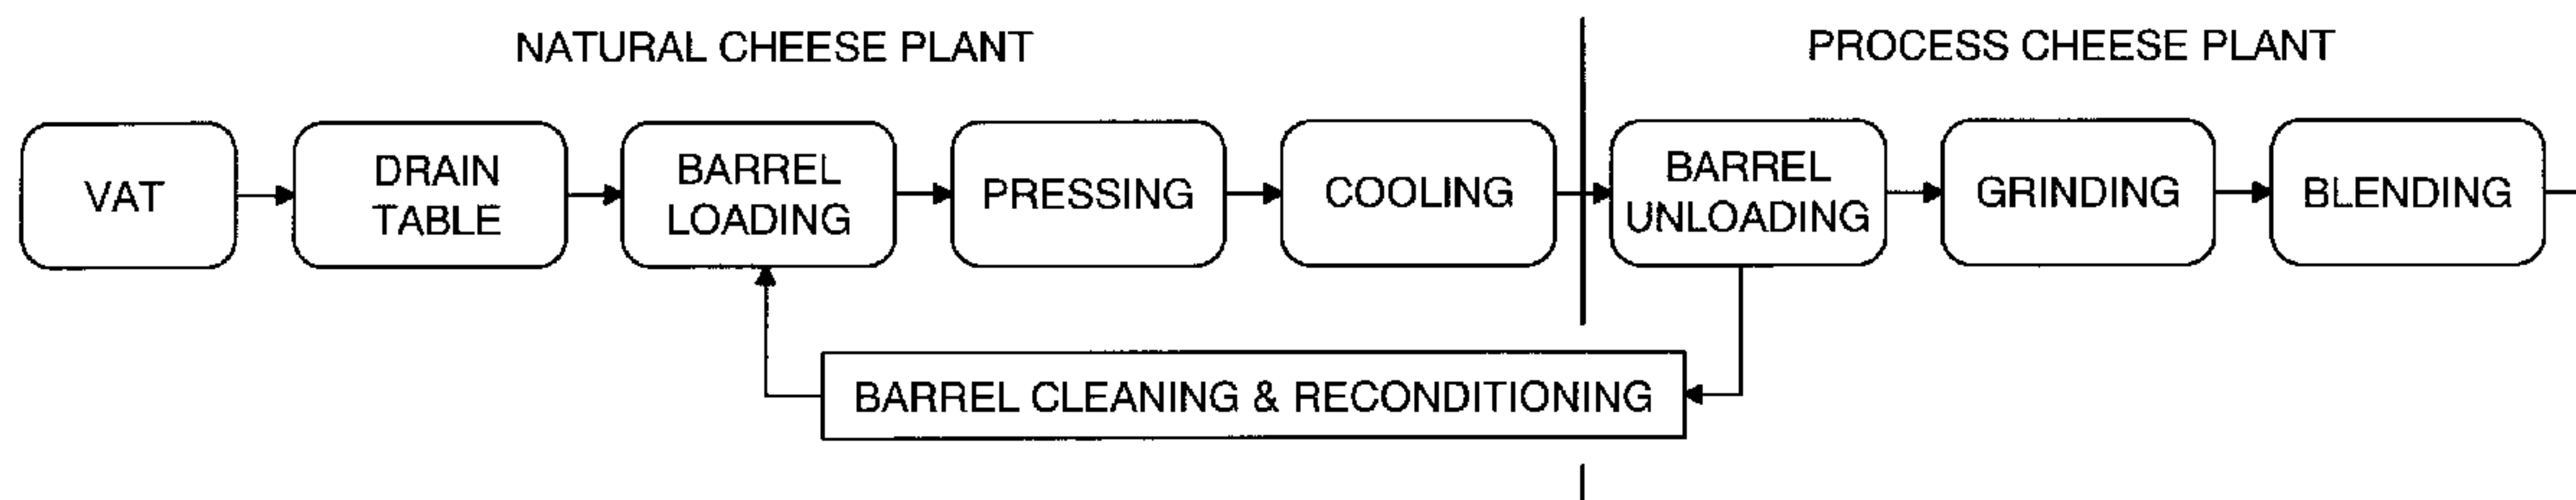 NATURAL CHEESE PLANT
PROCESS CHEESE PLANT
VAT
DRAIN
TABLE
BARREL
LOADING
PRESSING
COOLING
BARREL
UNLOADING
GRINDING
BLENDING
BARREL CLEANING & RECONDITIONING